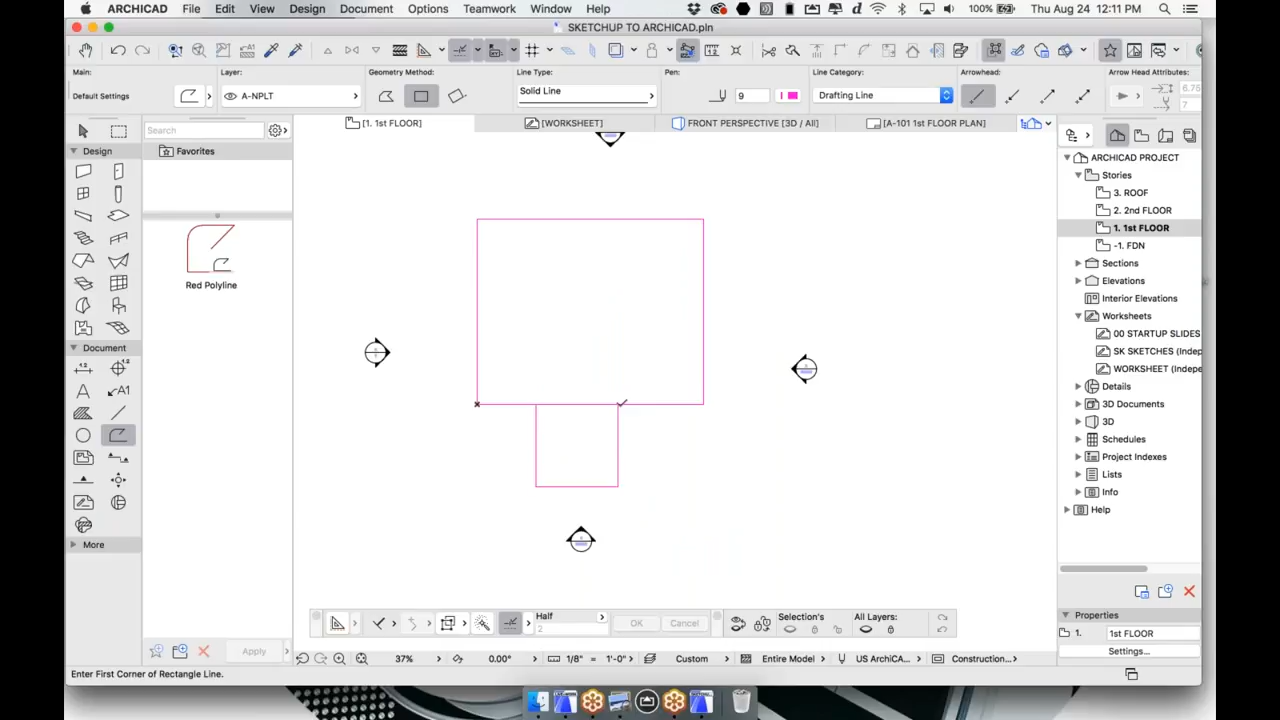 ARCHICAD File Edit View Design Document Options Teamwork Window Help 100% Thu Aug 24 12:11 PM
SKETCHUP TO ARCHICAD.pln
Main: Layer: Geometry Method: Line Type: Pen: Line Category: Arrowhead: Arrow Head Attributes:
Default Settings A-NPLT Solid Line 9 Drafting Line 6.75
7
Search
[1. 1st FLOOR] [WORKSHEET] FRONT PERSPECTIVE [3D / All] [A-101 1st FLOOR PLAN]
Design
Favorites
Red Polyline
Document
A1
More
Apply
ARCHICAD PROJECT
Stories
3. ROOF
2. 2nd FLOOR
1. 1st FLOOR
-1. FDN
Sections
Elevations
Interior Elevations
Worksheets
00 STARTUP SLIDES
SK SKETCHES (Indep
WORKSHEET (Indepe
Details
3D Documents
3D
Schedules
Project Indexes
Lists
Info
Help
Properties
1. 1st FLOOR
Settings...
Half
2
OK Cancel
Selection's All Layers:
37% 0.00° 1/8" = 1'-0" Custom Entire Model US ArchiCA... Construction...
Enter First Corner of Rectangle Line.